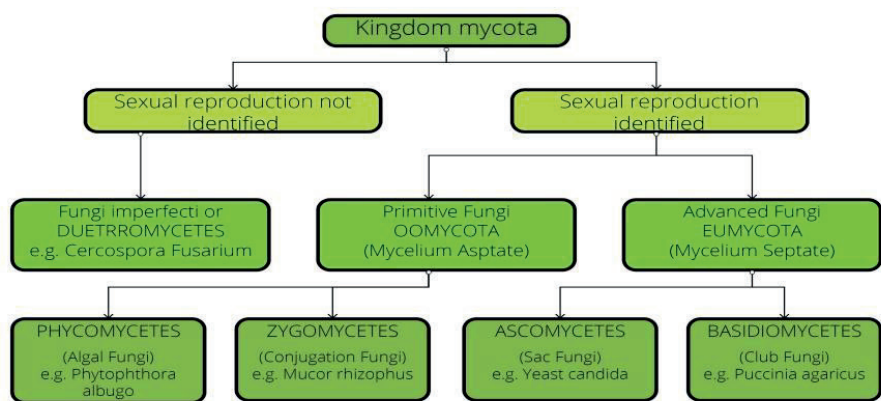 Kingdom mycota
Sexual reproduction not
identified
Sexual reproduction
identified
Fungi imperfecti or
DUETRROMYCETES
e.g. Cercospora Fusarium
Primitive Fungi
OOMYCOTA
(Mycelium Asptate)
Advanced Fungi
EUMYCOTA
(Mycelium Septate)
PHYCOMYCETES
(Algal Fungi)
e.g. Phytophthora
albugo
ZYGOMYCETES
(Conjugation Fungi)
e.g. Mucor rhizophus
ASCOMYCETES
(Sac Fungi)
e.g. Yeast candida
BASIDIOMYCETES
(Club Fungi)
e.g. Puccinia agaricus